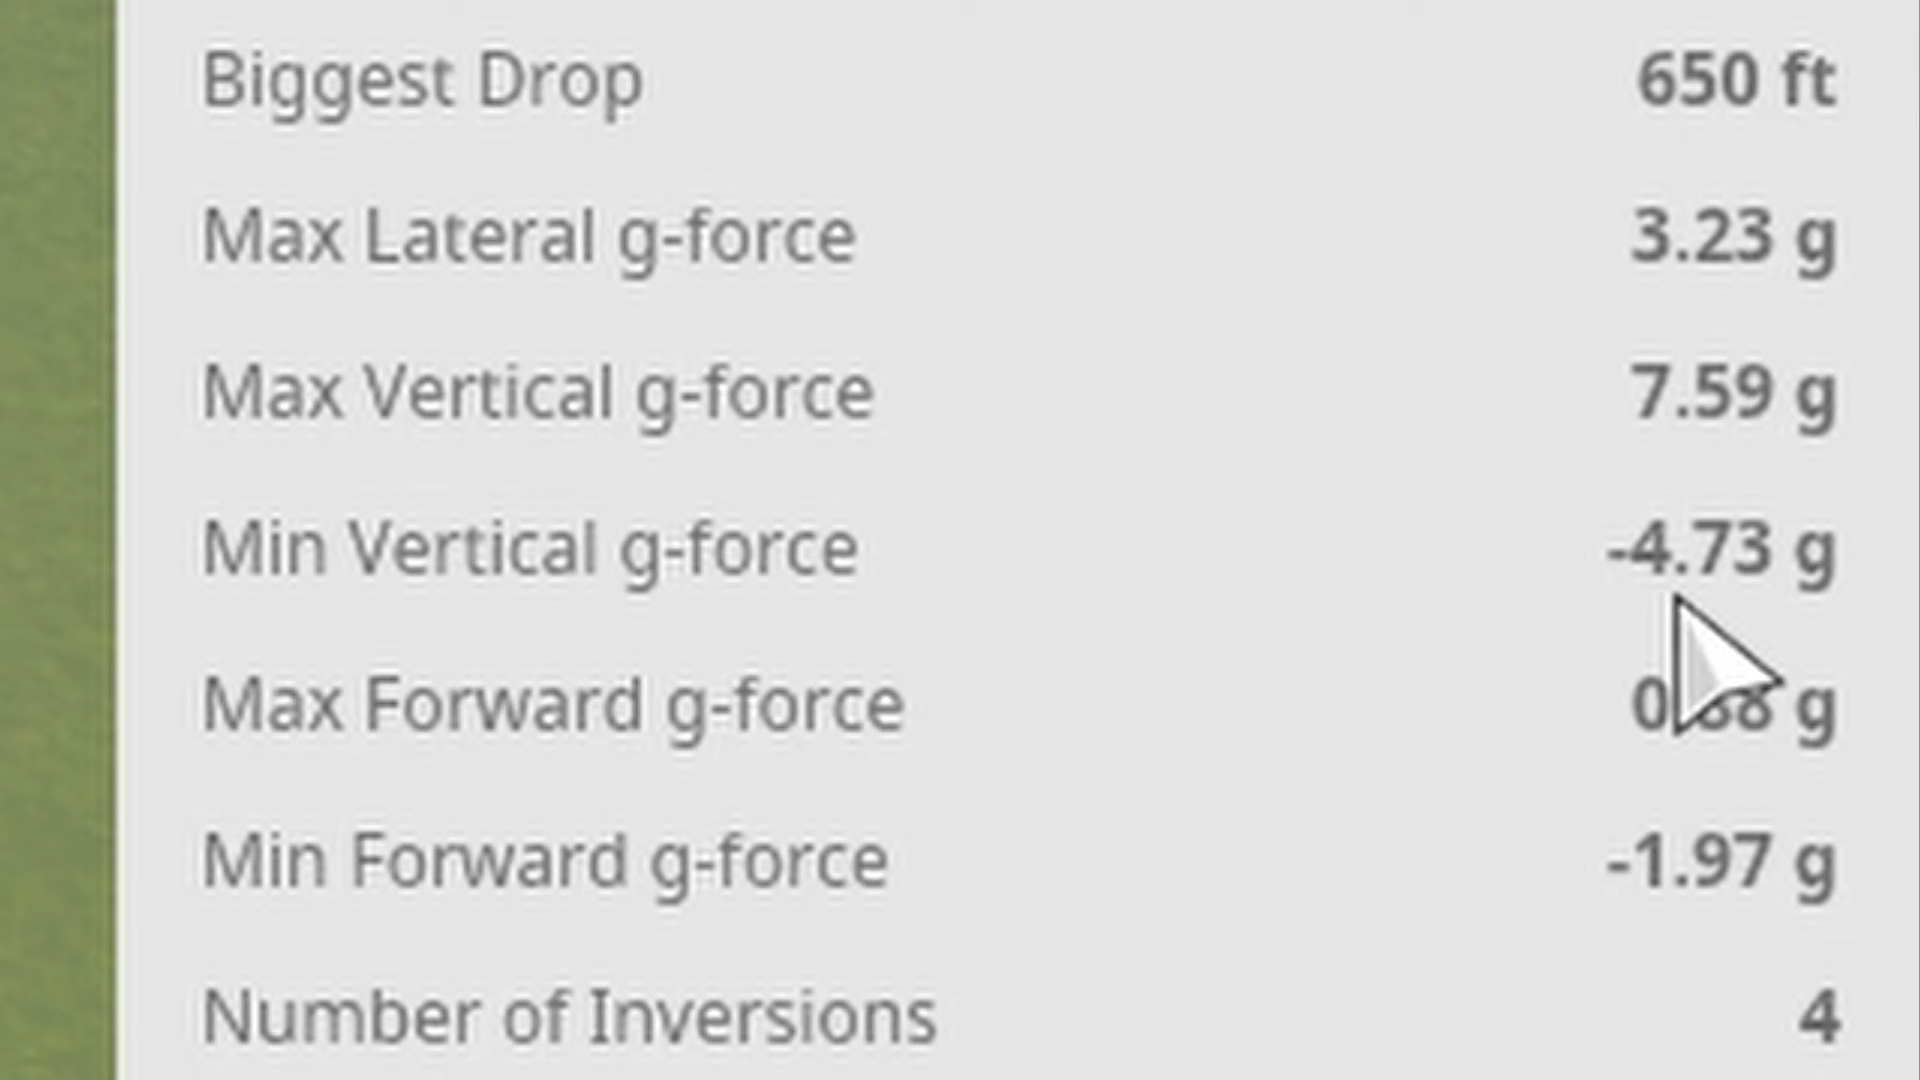 Biggest Drop 650 ft
Max Lateral g-force 3.23 g
Max Vertical g-force 7.59 g
Min Vertical g-force -4.73 g
Max Forward g-force g
Min Forward g-force -1.97 g
Number of Inversions 4